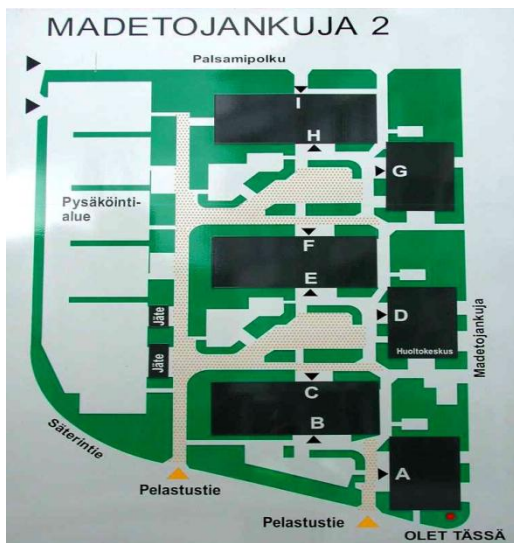 MADETOJANKUJA 2
Palsamipolku
I
H
G
Pysäköinti-
alue
F
E
D
Huoltokeskus
Jäte
Jäte
Madetojankuja
C
B
A
Säterintie
Pelastustie
Pelastustie
OLET TÄSSÄ